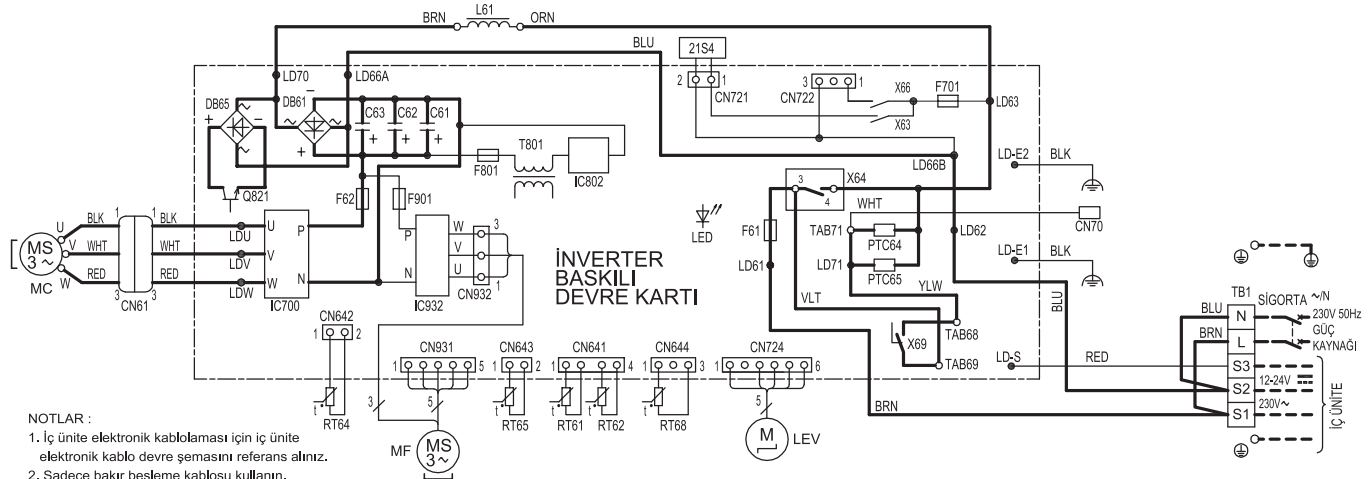 BRN L61 ORN
BLU
21S4
2 1
CN721
3 1
CN722
X66
F701
X63
LD63
LD70 LD66A
DB65 DB61
C63 C62 C61
+ - ~ ~ - + + + +
T801
F801
IC802
Q821
F62 F901
LD66B
LD-E2 BLK
3 X64
4
WHT
CN70
LED
F61
TAB71
PTC64
LD62
LD61
LD71
PTC65
LD-E1 BLK
YLW
VLT
BLU
X69
TAB68
TAB69
LD-S RED
1 1
U BLK BLK LDU U P
V WHT WHT LDV V
W RED RED LDW W N
MS
3~
MC
3 3
CN61
IC700
P W 3
V
N U 1
IC932 CN932
İNVERTER
BASKILI
DEVRE KARTI
CN642
1 2
t
RT64
CN931
1 5
3 5
MF
MS
3~
CN643
1 2
t
RT65
CN641
1 4
t t
RT61 RT62
CN644
1 3
t
RT68
CN724
1 6
6
M
LEV
BRN
TB1
BLU N SİGORTA ~/N
230V 50Hz
BRN L GÜÇ
KAYNAĞI
S3
12-24V
S2
230V~
S1
İÇ ÜNİTE
NOTLAR :
1. İç ünite elektronik kablolaması için iç ünite
elektronik kablo devre şemasını referans alınız.
2. Sadece bakır besleme kablosu kullanın.